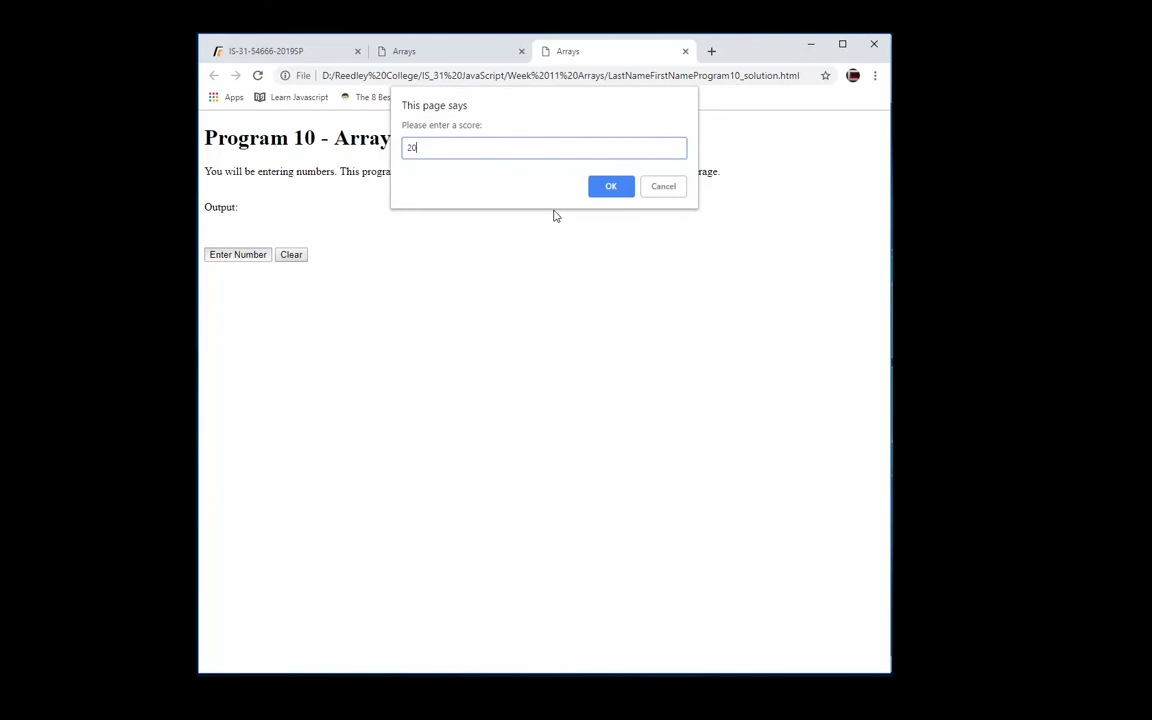 IS-31-54666-2019SP
Arrays
Arrays
File D:/Reedley%20College/IS_31%20JavaScript/Week%2011%20Arrays/LastNameFirstNameProgram10_solution.html
Apps Learn Javascript The 8 Bes
This page says
Please enter a score:
20
OK Cancel
Program 10 - Array
You will be entering numbers. This progra rage.
Output:
Enter Number Clear